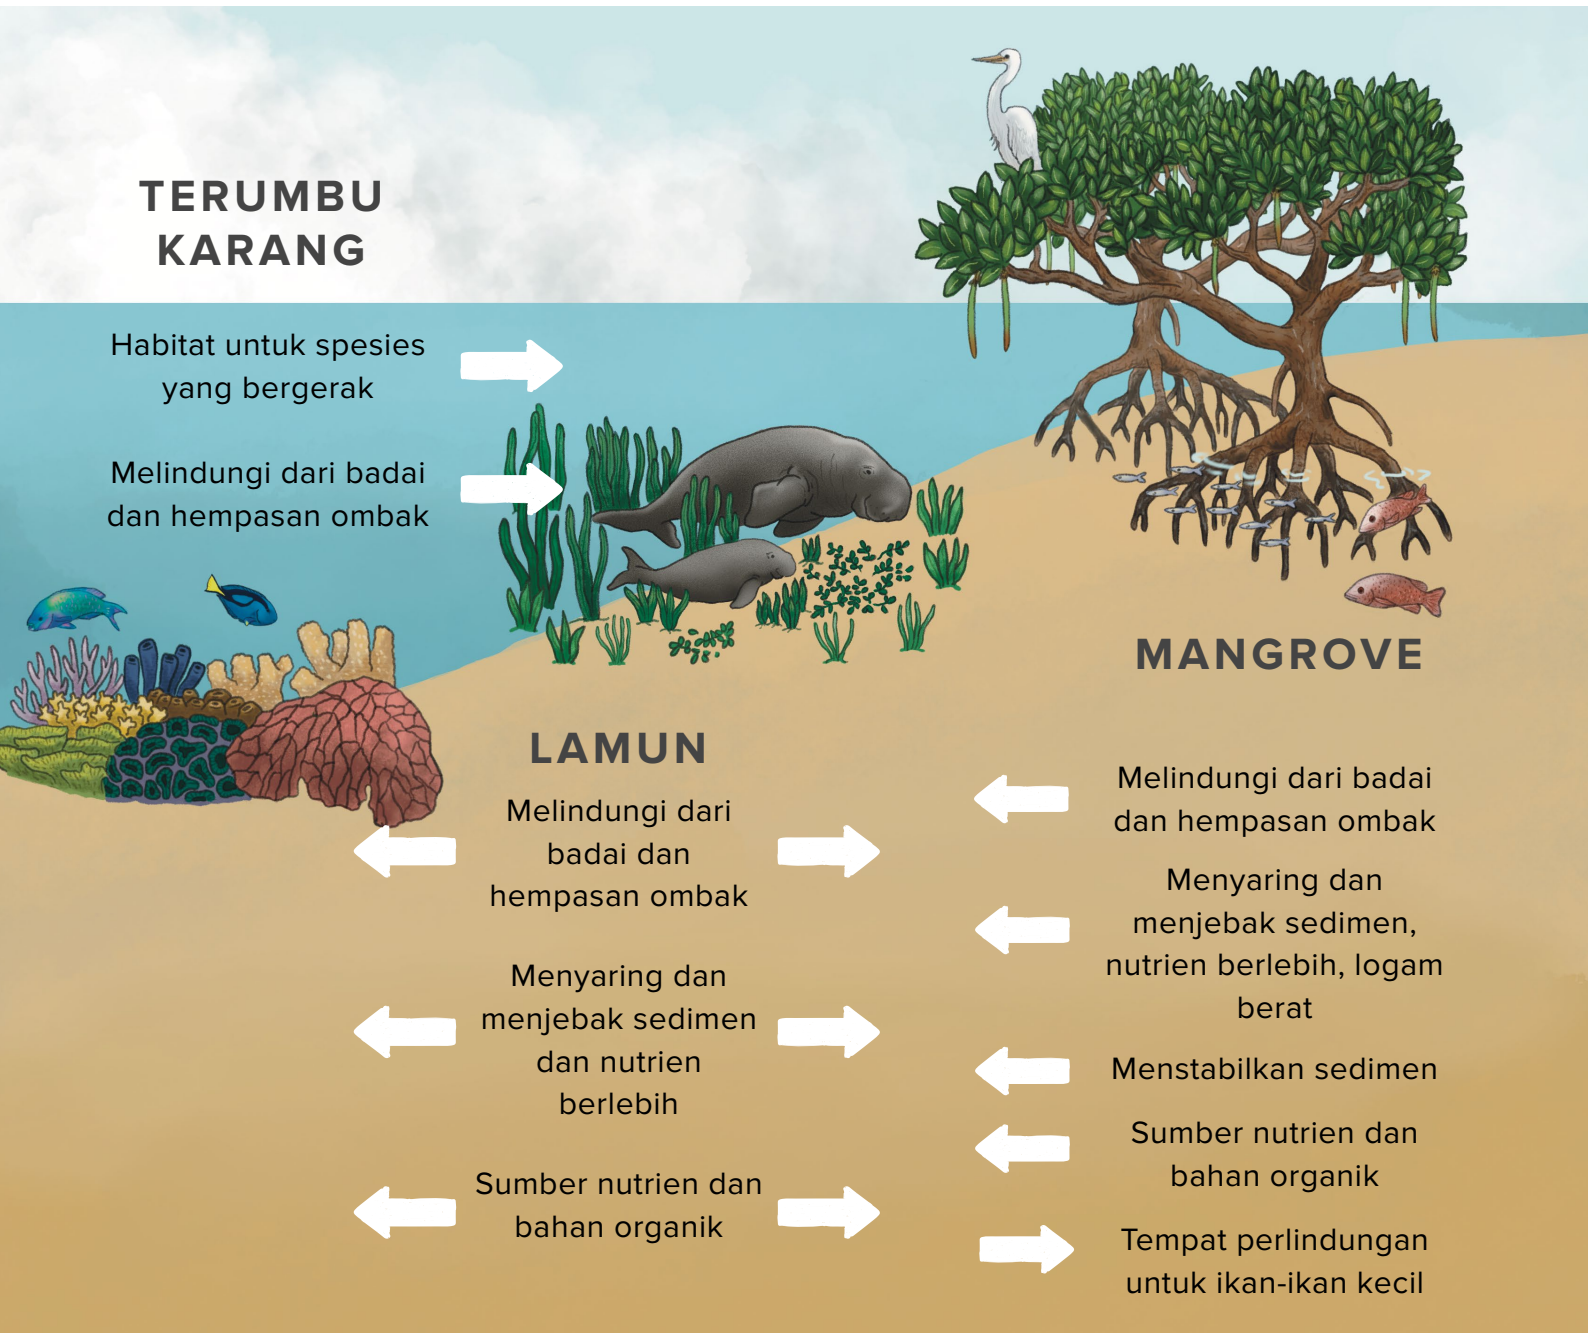 TERUMBU
KARANG
Habitat untuk spesies
yang bergerak
Melindungi dari badai
dan hempasan ombak
LAMUN
Melindungi dari
badai dan
hempasan ombak
Menyaring dan
menjebak sedimen
dan nutrien
berlebih
Sumber nutrien dan
bahan organik
MANGROVE
Melindungi dari badai
dan hempasan ombak
Menyaring dan
menjebak sedimen,
nutrien berlebih, logam
berat
Menstabilkan sedimen
Sumber nutrien dan
bahan organik
Tempat perlindungan
untuk ikan-ikan kecil